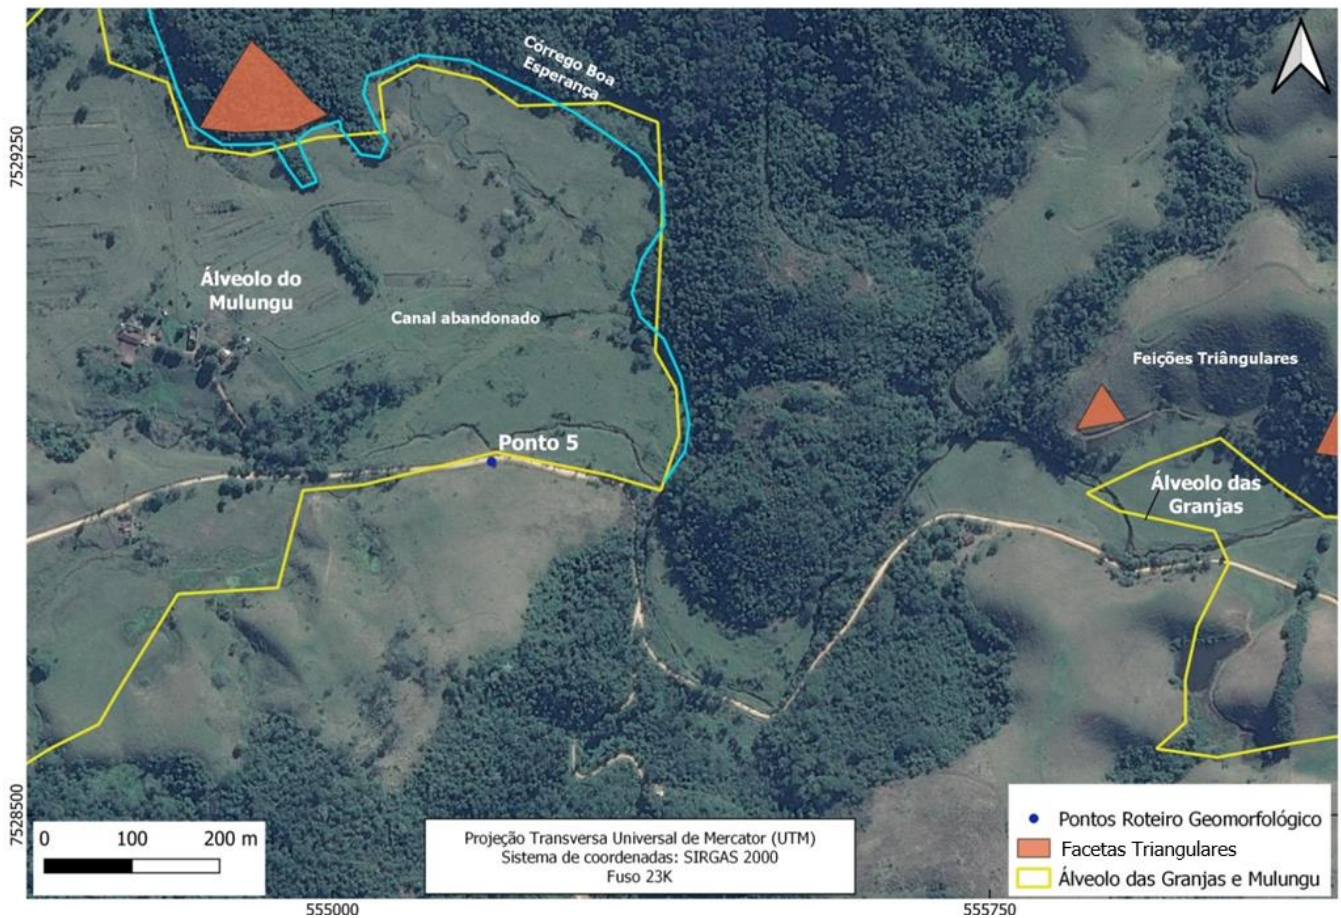 Córrego Boa
Esperança
7529250
Álveolo do
Mulungu
Canal abandonado
Feições Triângulares
Ponto 5
Álveolo das
Granjas
7528500
0 100 200 m
Projeção Transversa Universal de Mercator (UTM)
Sistema de coordenadas: SIRGAS 2000
Fuso 23K
Pontos Roteiro Geomorfológico
Facetas Triangulares
Álveolo das Granjas e Mulungu
555000
555750